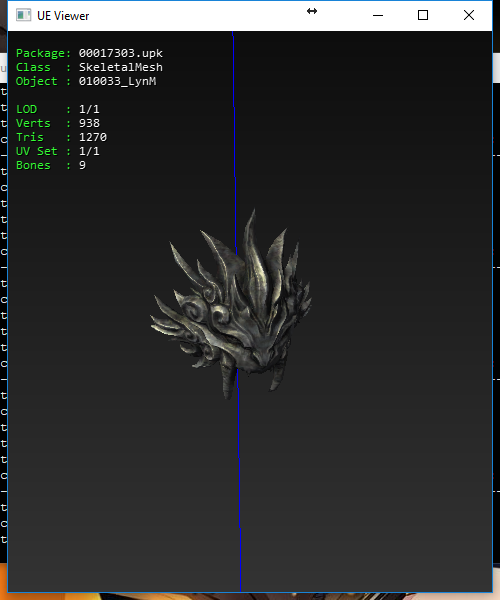 UE Viewer
Package: 00017303.upk
Class : SkeletalMesh
Object : 010033_LynM
LOD : 1/1
Verts : 938
Tris : 1270
UV Set : 1/1
Bones : 9